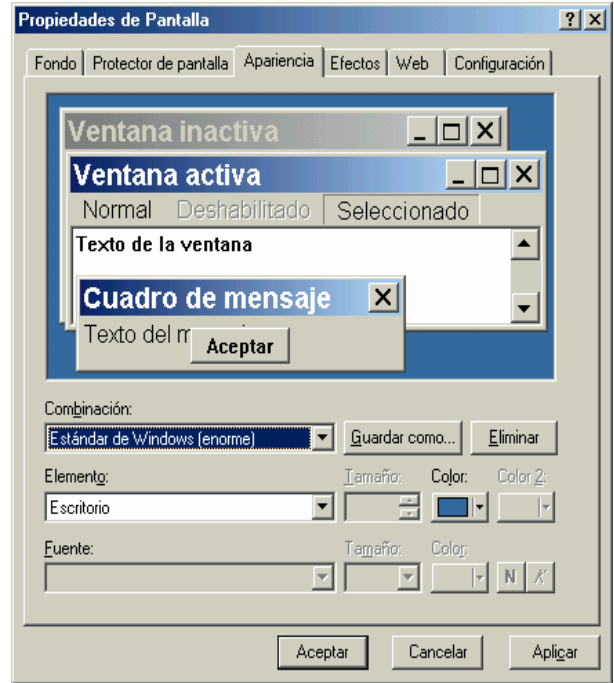 Propiedades de Pantalla
Fondo Protector de pantalla Apariencia Efectos Web Configuración
Ventana inactiva
Ventana activa
Normal Deshabilitado Seleccionado
Texto de la ventana
Cuadro de mensaje
Texto del
Aceptar
Combinación:
Estándar de Windows (enorme) Guardar como... Eliminar
Elemento: Tamaño: Color: Color 2:
Escritorio
Fuente: Tamaño: Color:
N K
Aceptar Cancelar Aplicar